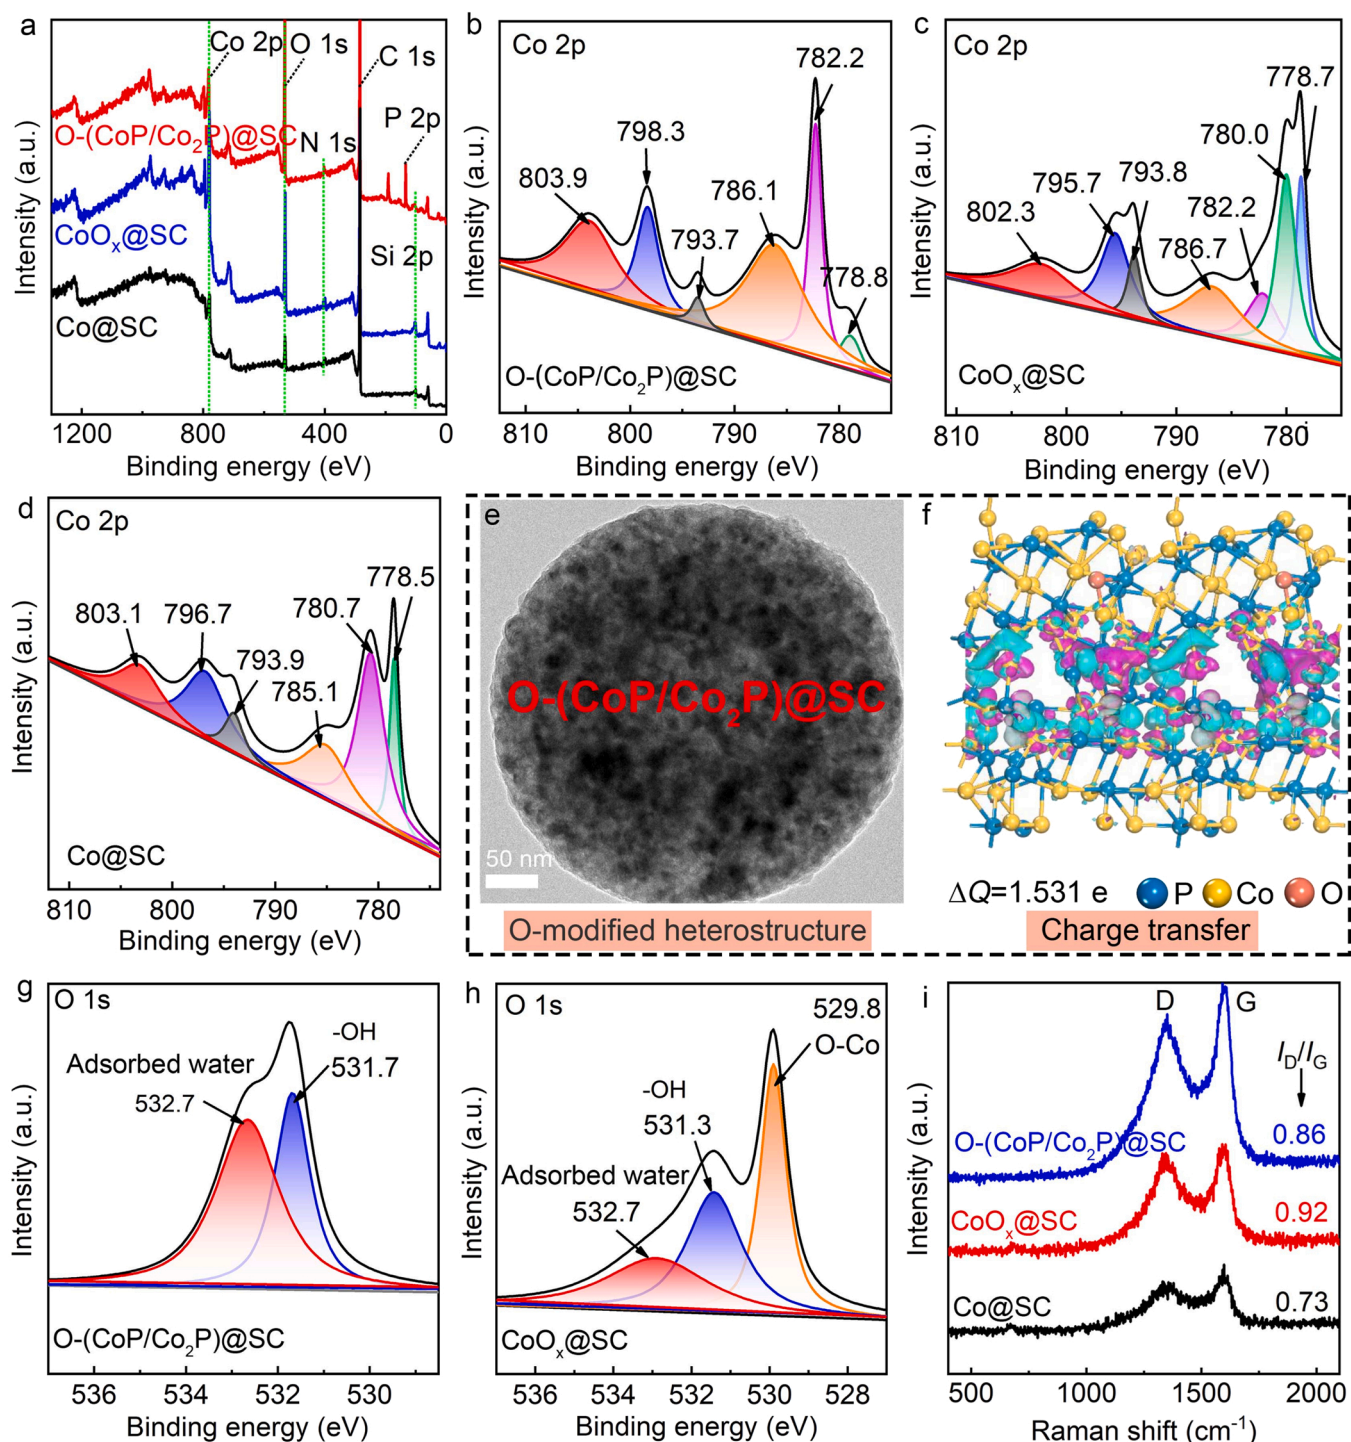 a
Co 2p
O 1s
C 1s
P 2p
N 1s
O-(CoP/Co₂P)@SC
CoOₓ@SC
Si 2p
Co@SC
Intensity (a.u.)
1200
800
400
0
Binding energy (eV)
b
Co 2p
782.2
798.3
803.9
786.1
793.7
778.8
O-(CoP/Co₂P)@SC
Intensity (a.u.)
810
800
790
780
Binding energy (eV)
c
Co 2p
778.7
780.0
793.8
795.7
782.2
802.3
786.7
CoOₓ@SC
Intensity (a.u.)
810
800
790
780
Binding energy (eV)
d
Co 2p
778.5
780.7
803.1
796.7
793.9
785.1
Co@SC
Intensity (a.u.)
810
800
790
780
Binding energy (eV)
e
O-(CoP/Co₂P)@SC
50 nm
O-modified heterostructure
f
ΔQ=1.531 e
P
Co
O
Charge transfer
g
O 1s
-OH
531.7
Adsorbed water
532.7
O-(CoP/Co₂P)@SC
Intensity (a.u.)
536
534
532
530
Binding energy (eV)
h
O 1s
529.8
O-Co
-OH
531.3
Adsorbed water
532.7
CoOₓ@SC
Intensity (a.u.)
536
534
532
530
528
Binding energy (eV)
i
D
G
I_D/I_G
O-(CoP/Co₂P)@SC
0.86
CoOₓ@SC
0.92
Co@SC
0.73
Intensity (a.u.)
500
1000
1500
2000
Raman shift (cm⁻¹)